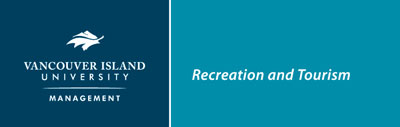 VANCOUVER ISLAND
UNIVERSITY
MANAGEMENT
Recreation and Tourism